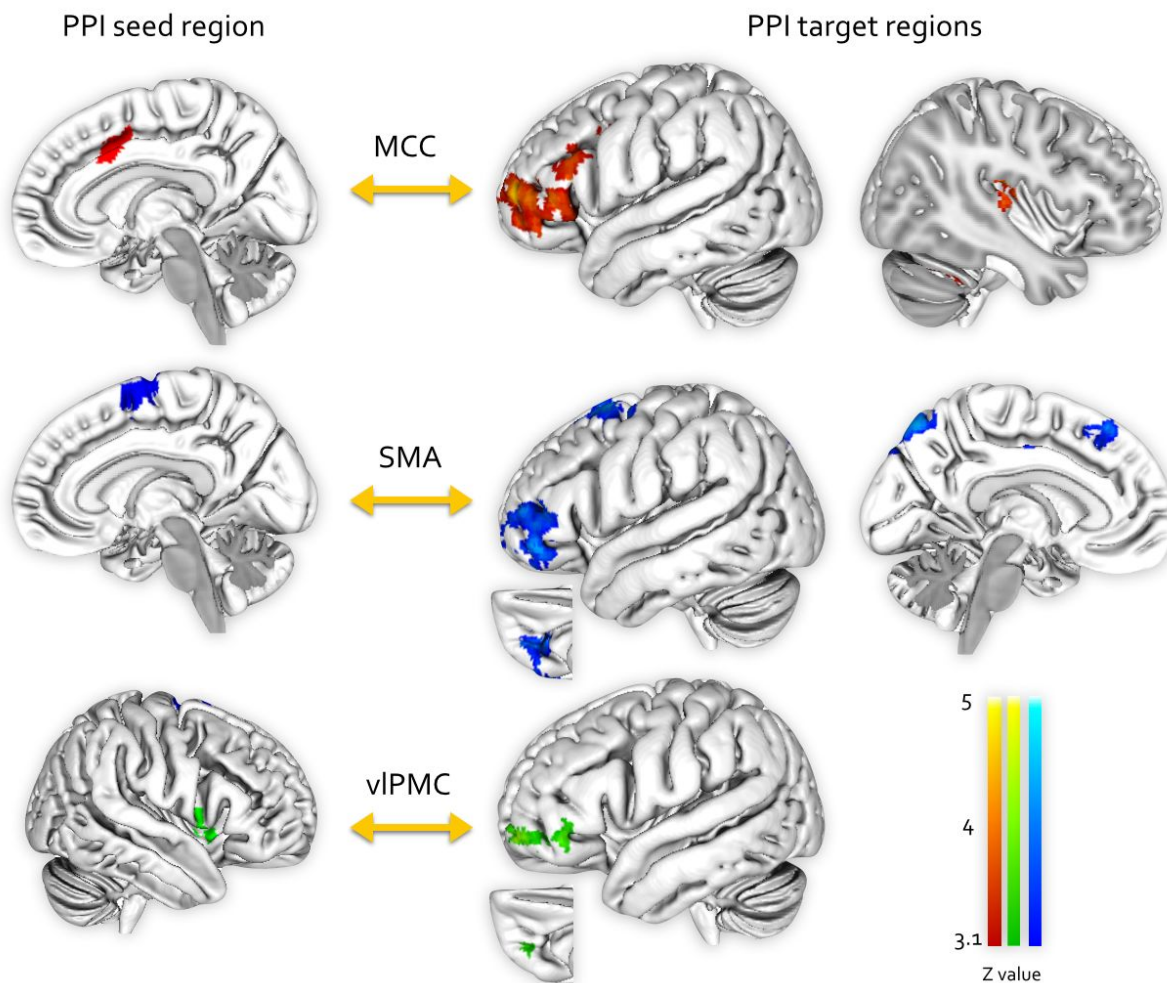 PPI seed region
PPI target regions
MCC
SMA
vlPMC
5
4
3.1
Z value